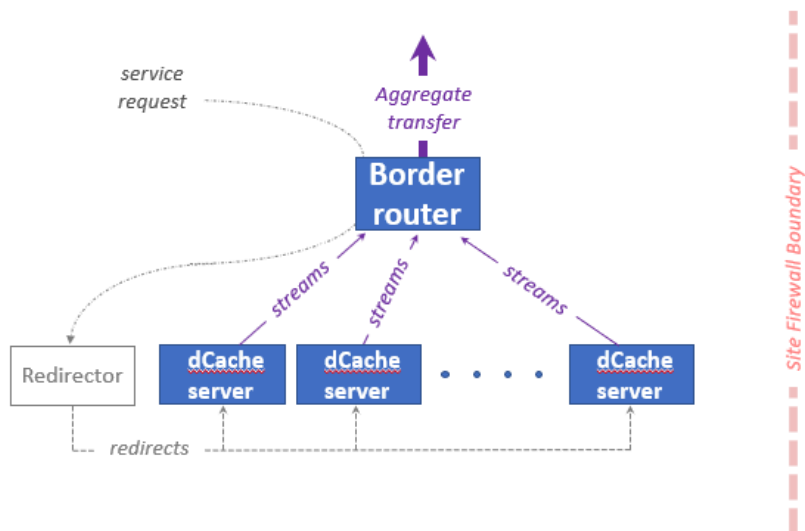 service
request
Aggregate
transfer
Border
router
streams
streams
streams
Redirector
dCache
server
dCache
server
dCache
server
redirects
Site Firewall Boundary